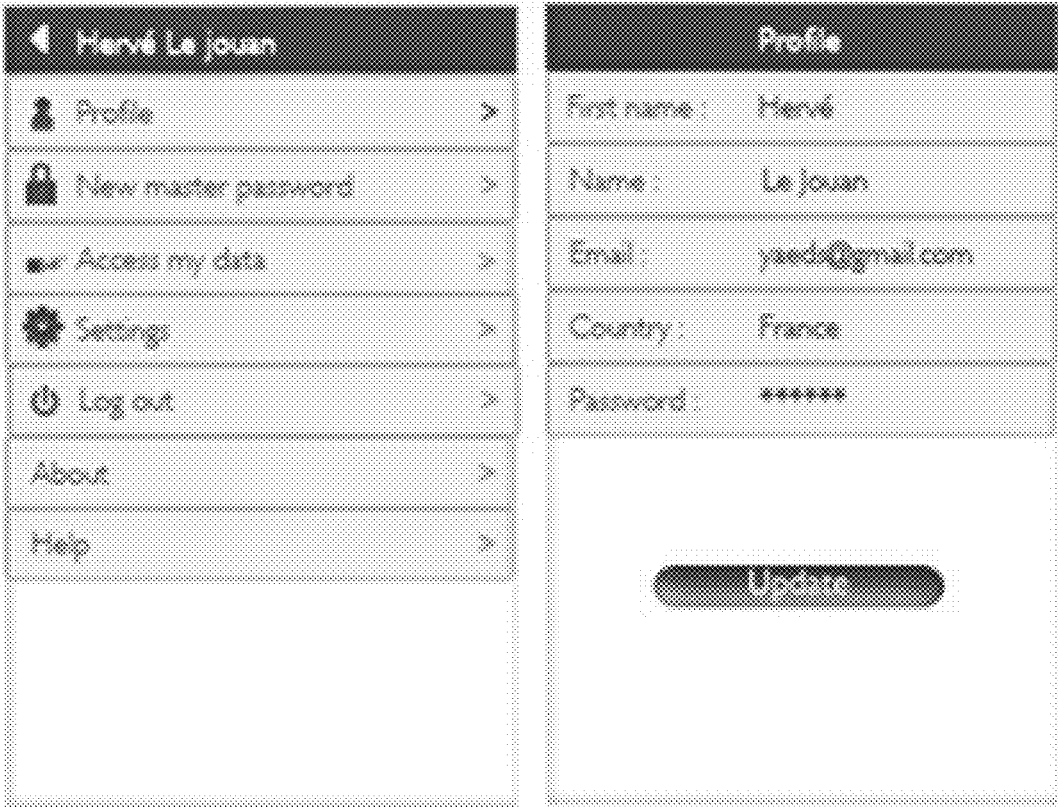 Hervé Le jouan
Profile >
New master password >
Access my data >
Settings >
Log out >
About >
Help >
Profile
First name : Hervé
Name : Le Jouan
Email : yaeds@gmail.com
Country : France
Password : ******
Update